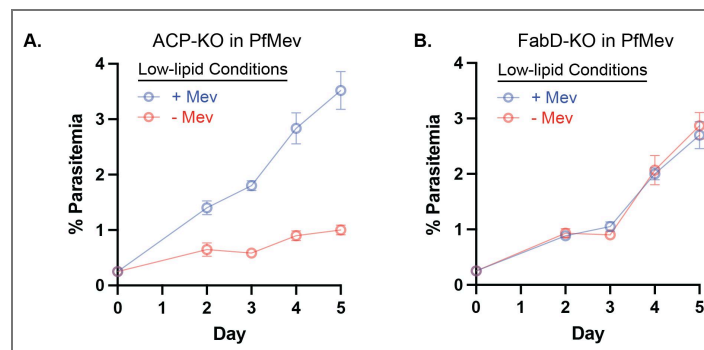 A.
ACP-KO in PfMev
Low-lipid Conditions
+ Mev
- Mev
% Parasitemia
4
3
2
1
0
0 1 2 3 4 5
Day
B.
FabD-KO in PfMev
Low-lipid Conditions
+ Mev
- Mev
% Parasitemia
4
3
2
1
0
0 1 2 3 4 5
Day